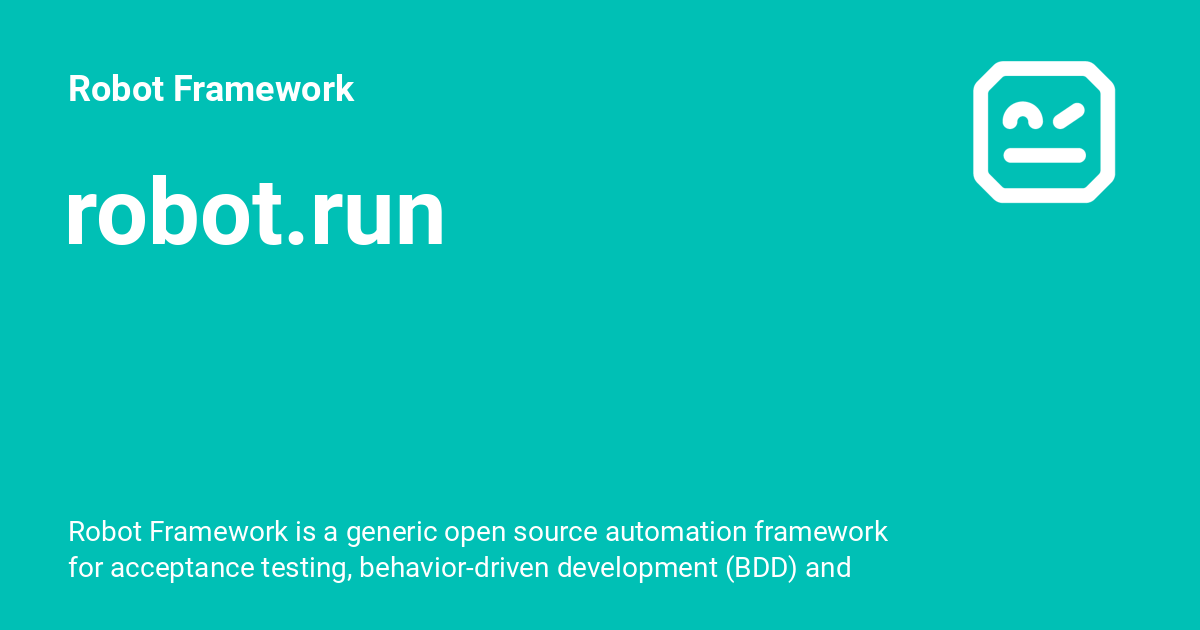 Robot Framework
robot.run
Robot Framework is a generic open source automation framework
for acceptance testing, behavior-driven development (BDD) and